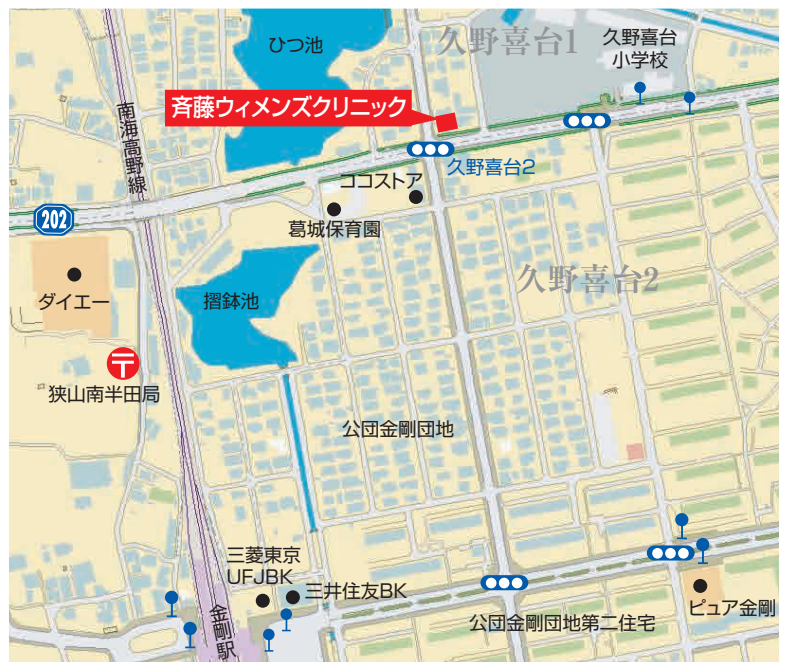 ひつ池
久野喜台1
久野喜台
小学校
南海高野線
斉藤ウィメンズクリニック
久野喜台2
ココストア
202
葛城保育園
久野喜台2
ダイエー
摺鉢池
〒
狭山南半田局
公団金剛団地
三菱東京
UFJBK
三井住友BK
金剛駅
公団金剛団地第二住宅
ピュア金剛